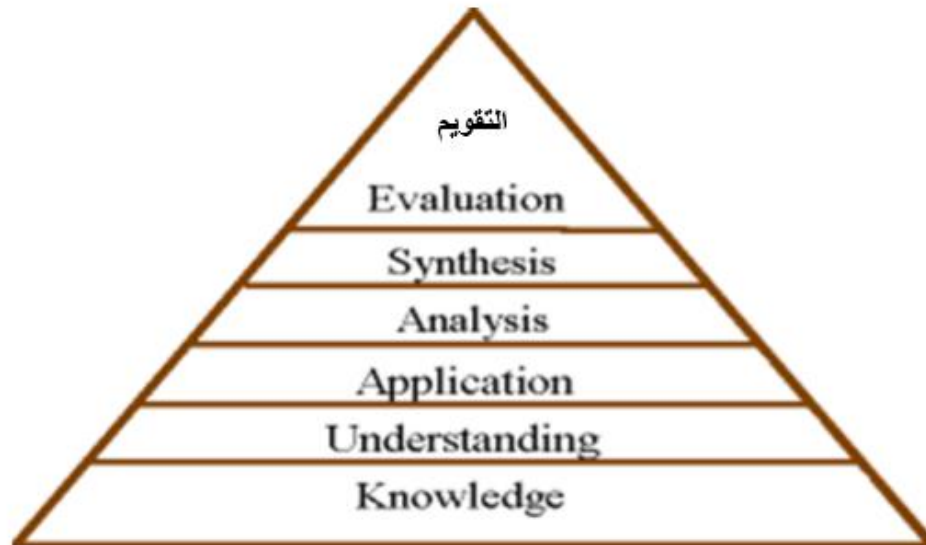 التقويم
Evaluation
Synthesis
Analysis
Application
Understanding
Knowledge